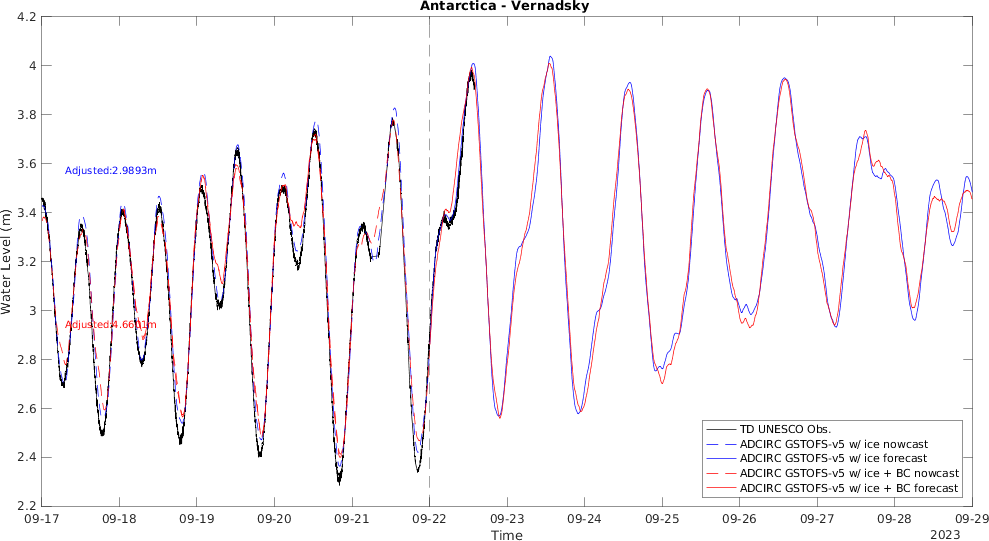 Antarctica - Vernadsky
4.2
4
3.8
3.6
3.4
3.2
3
2.8
2.6
2.4
2.2
Water Level (m)
Adjusted:2.9893m
Adjusted:4.6601m
TD UNESCO Obs.
ADCIRC GSTOFS-v5 w/ ice nowcast
ADCIRC GSTOFS-v5 w/ ice forecast
ADCIRC GSTOFS-v5 w/ ice + BC nowcast
ADCIRC GSTOFS-v5 w/ ice + BC forecast
09-17 09-18 09-19 09-20 09-21 09-22 09-23 09-24 09-25 09-26 09-27 09-28 09-29
Time
2023